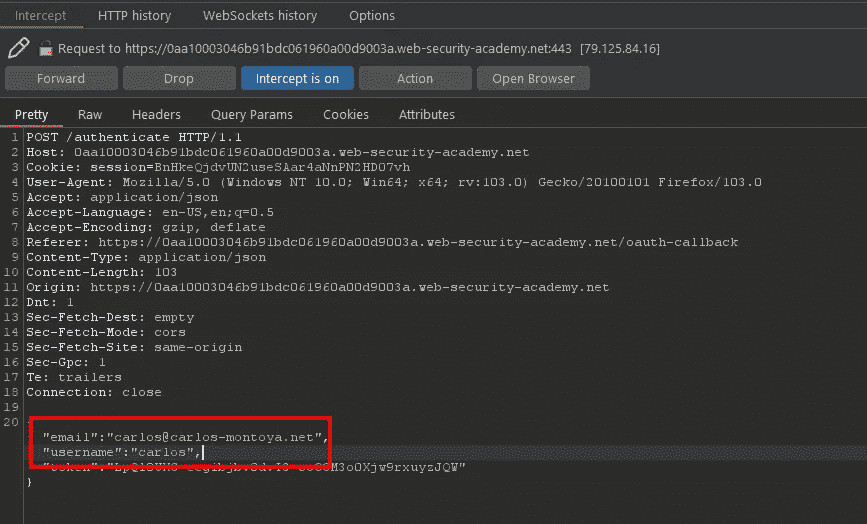 Intercept HTTP history WebSockets history Options
Request to https://0aa10003046b91bdc061960a00d9003a.web-security-academy.net:443 [79.125.84.16]
Forward Drop Intercept is on Action Open Browser
Pretty Raw Headers Query Params Cookies Attributes
1 POST /authenticate HTTP/1.1
2 Host: 0aa10003046b91bdc061960a00d9003a.web-security-academy.net
3 Cookie: session=BnHkeQjdvUN2useSAar4aNnPN2HD07vh
4 User-Agent: Mozilla/5.0 (Windows NT 10.0; Win64; x64; rv:103.0) Gecko/20100101 Firefox/103.0
5 Accept: application/json
6 Accept-Language: en-US,en;q=0.5
7 Accept-Encoding: gzip, deflate
8 Referer: https://0aa10003046b91bdc061960a00d9003a.web-security-academy.net/oauth-callback
9 Content-Type: application/json
10 Content-Length: 103
11 Origin: https://0aa10003046b91bdc061960a00d9003a.web-security-academy.net
12 Dnt: 1
13 Sec-Fetch-Dest: empty
14 Sec-Fetch-Mode: cors
15 Sec-Fetch-Site: same-origin
16 Sec-Gpc: 1
17 Te: trailers
18 Connection: close
19
20
"email":"carlos@carlos-montoya.net",
"username":"carlos",
}